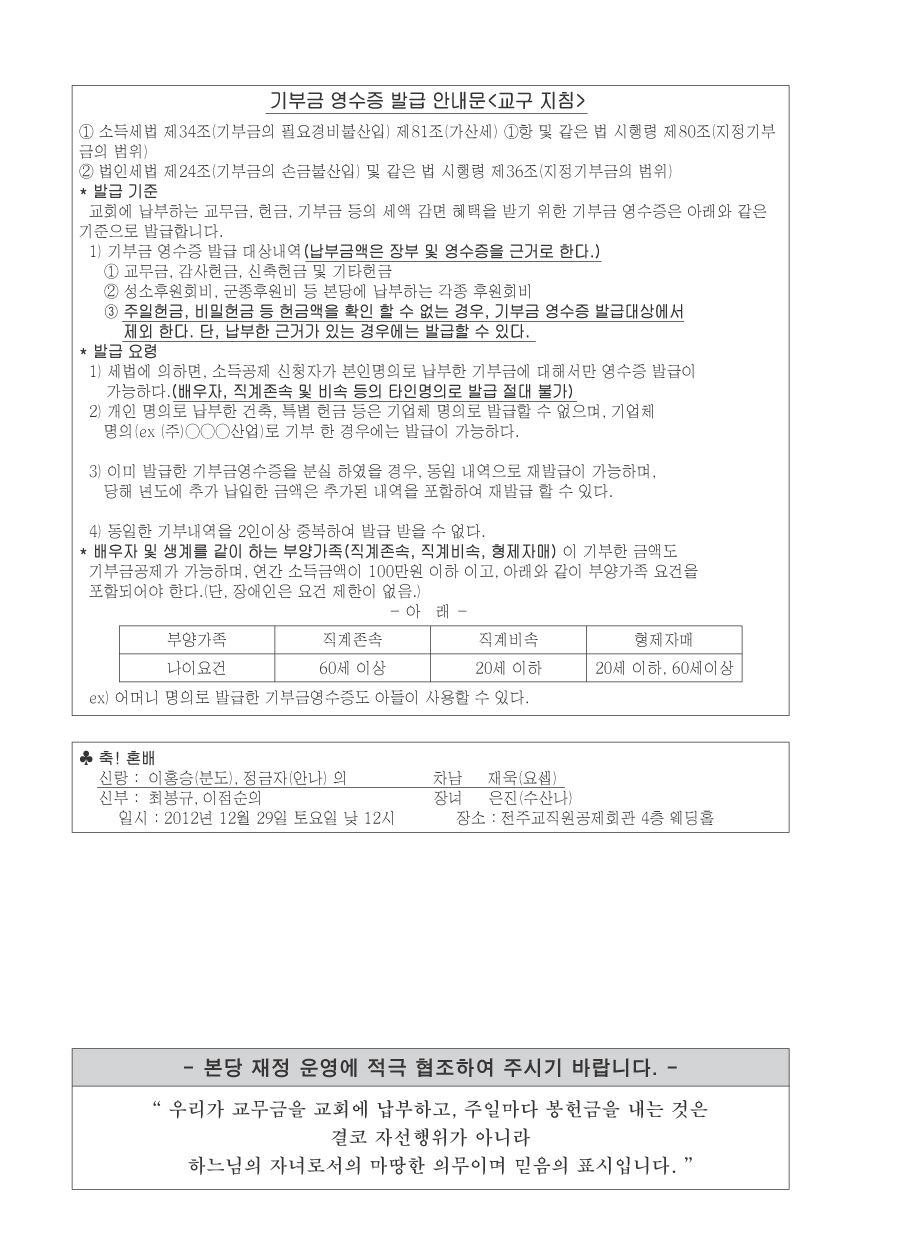 기부금 영수증 발급 안내문<교구 지침>
① 소득세법 제34조(기부금의 필요경비불산입) 제81조(가산세) ①항 및 같은 법 시행령 제80조(지정기부
금의 범위)
② 법인세법 제24조(기부금의 손금불산입) 및 같은 법 시행령 제36조(지정기부금의 범위)
* 발급 기준
교회에 납부하는 교무금, 헌금, 기부금 등의 세액 감면 혜택을 받기 위한 기부금 영수증은 아래와 같은
기준으로 발급합니다.
1) 기부금 영수증 발급 대상내역(납부금액은 장부 및 영수증을 근거로 한다.)
① 교무금, 감사헌금, 신축헌금 및 기타헌금
② 성소후원회비, 군종후원비 등 본당에 납부하는 각종 후원회비
③ 주일헌금, 비밀헌금 등 헌금액을 확인 할 수 없는 경우, 기부금 영수증 발급대상에서
제외 한다. 단, 납부한 근거가 있는 경우에는 발급할 수 있다.
* 발급 요령
1) 세법에 의하면, 소득공제 신청자가 본인명의로 납부한 기부금에 대해서만 영수증 발급이
가능하다.(배우자, 직계존속 및 비속 등의 타인명의로 발급 절대 불가)
2) 개인 명의로 납부한 건축, 특별 헌금 등은 기업체 명의로 발급할 수 없으며, 기업체
명의(ex (주)○○○산업)로 기부 한 경우에는 발급이 가능하다.
3) 이미 발급한 기부금영수증을 분실 하였을 경우, 동일 내역으로 재발급이 가능하며,
당해 년도에 추가 납입한 금액은 추가된 내역을 포함하여 재발급 할 수 있다.
4) 동일한 기부내역을 2인이상 중복하여 발급 받을 수 없다.
* 배우자 및 생계를 같이 하는 부양가족(직계존속, 직계비속, 형제자매) 이 기부한 금액도
기부금공제가 가능하며, 연간 소득금액이 100만원 이하 이고, 아래와 같이 부양가족 요건을
포함되어야 한다.(단, 장애인은 요건 제한이 없음.)
- 아 래 -
부양가족 직계존속 직계비속 형제자매
나이요건 60세 이상 20세 이하 20세 이하, 60세이상
ex) 어머니 명의로 발급한 기부금영수증도 아들이 사용할 수 있다.
♣ 축! 혼배
신랑 : 이홍승(분도), 정금자(안나) 의 차남 재욱(요셉)
신부 : 최봉규, 이점순의 장녀 은진(수산나)
일시 : 2012년 12월 29일 토요일 낮 12시 장소 : 전주교직원공제회관 4층 웨딩홀
- 본당 재정 운영에 적극 협조하여 주시기 바랍니다. -
“ 우리가 교무금을 교회에 납부하고, 주일마다 봉헌금을 내는 것은
결코 자선행위가 아니라
하느님의 자녀로서의 마땅한 의무이며 믿음의 표시입니다. ”